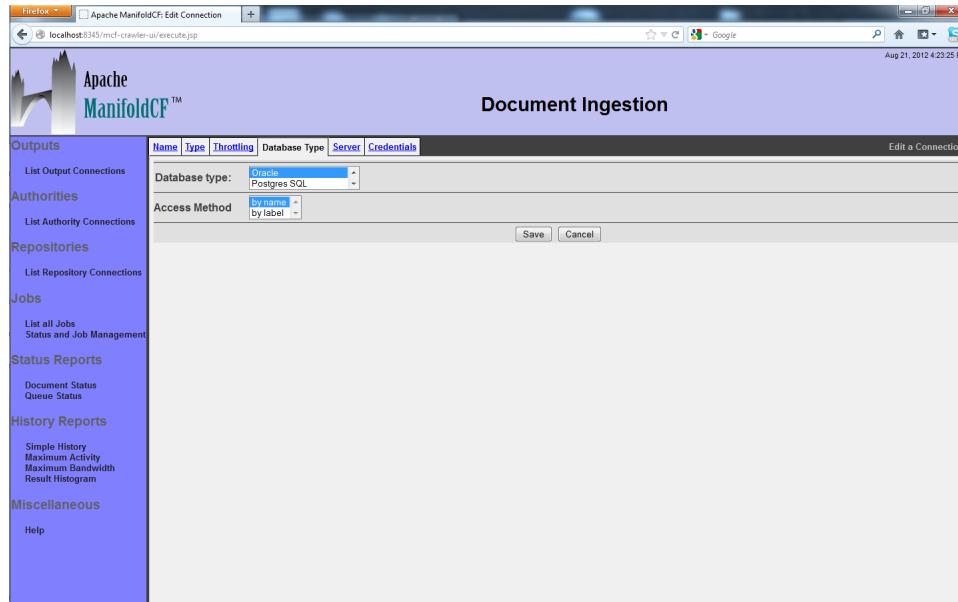 Firefox
Apache ManifoldCF: Edit Connection
+
localhost:8345/mcf-crawler-ui/execute.jsp
Google
Aug 21, 2012 4:23:25
Apache
ManifoldCF™
Document Ingestion
Outputs
List Output Connections
Authorities
List Authority Connections
Repositories
List Repository Connections
Jobs
List all Jobs
Status and Job Management
Status Reports
Document Status
Queue Status
History Reports
Simple History
Maximum Activity
Maximum Bandwidth
Result Histogram
Miscellaneous
Help
Name Type Throttling Database Type Server Credentials
Edit a Connectio
Database type:
Oracle
Postgres SQL
Access Method
by name
by label
Save Cancel